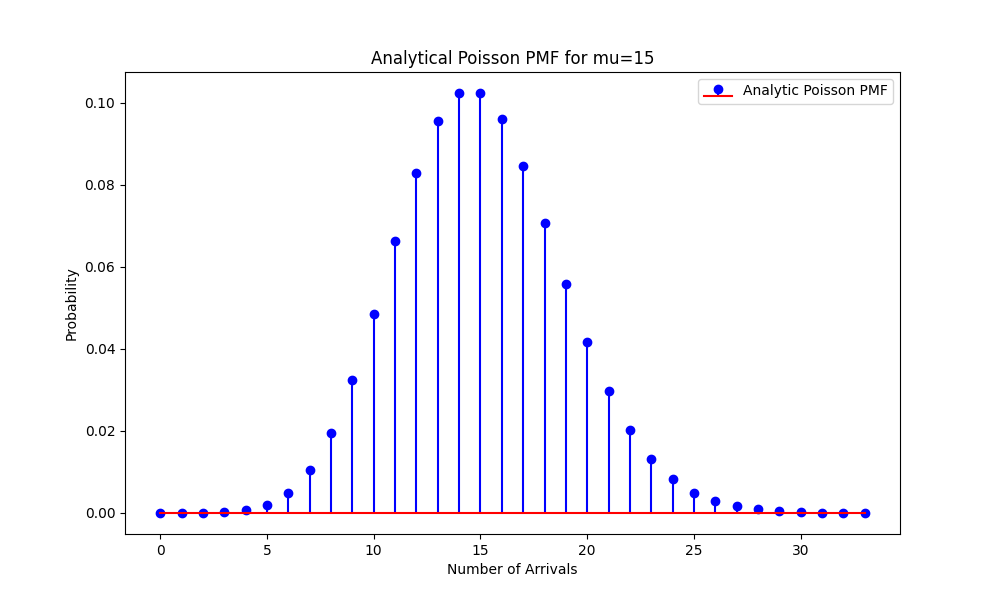 Analytical Poisson PMF for mu=15
Analytic Poisson PMF
0.10
0.08
0.06
0.04
0.02
0.00
Probability
0 5 10 15 20 25 30
Number of Arrivals